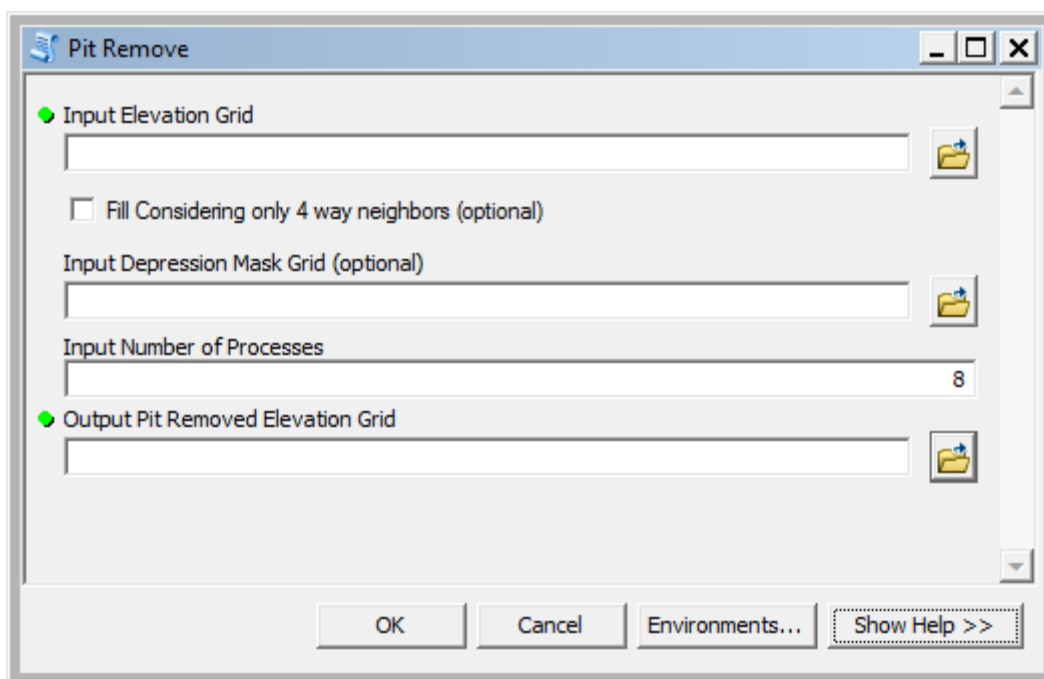 Pit Remove
Input Elevation Grid
Fill Considering only 4 way neighbors (optional)
Input Depression Mask Grid (optional)
Input Number of Processes
8
Output Pit Removed Elevation Grid
OK Cancel Environments... Show Help >>